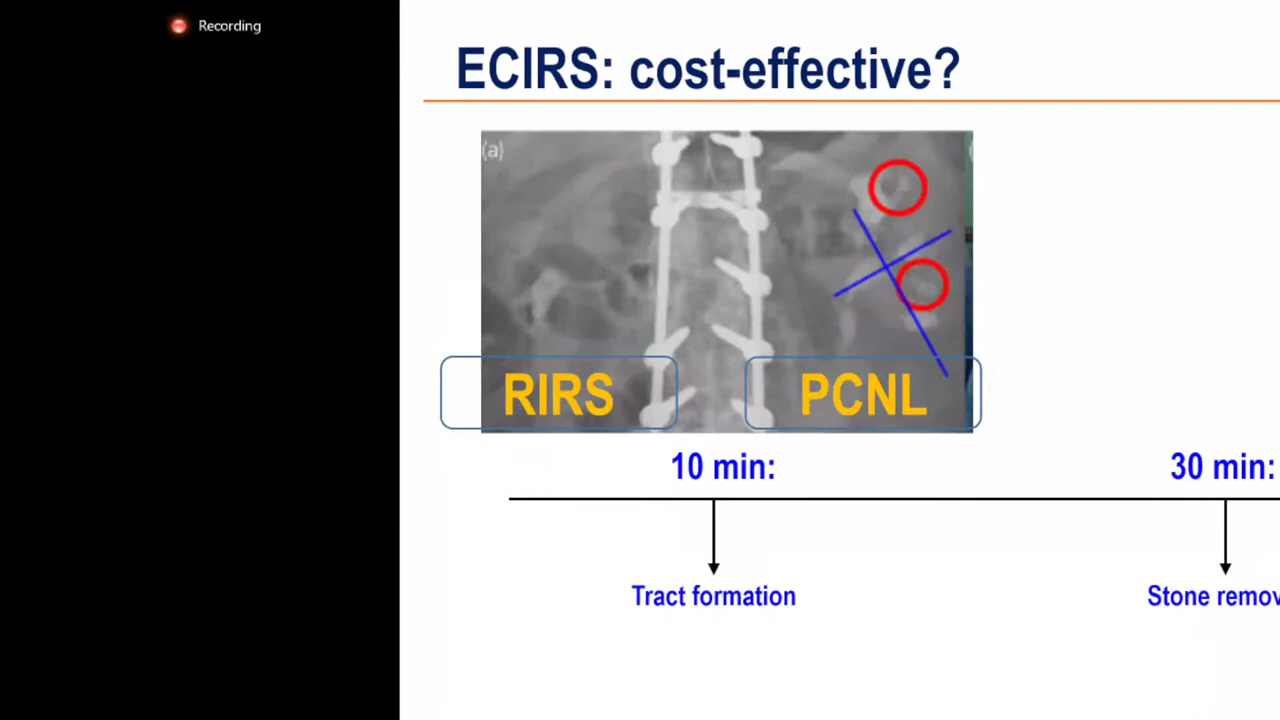 Recording
ECIRS: cost-effective?
(a)
RIRS
PCNL
10 min:
30 min:
Tract formation
Stone remov